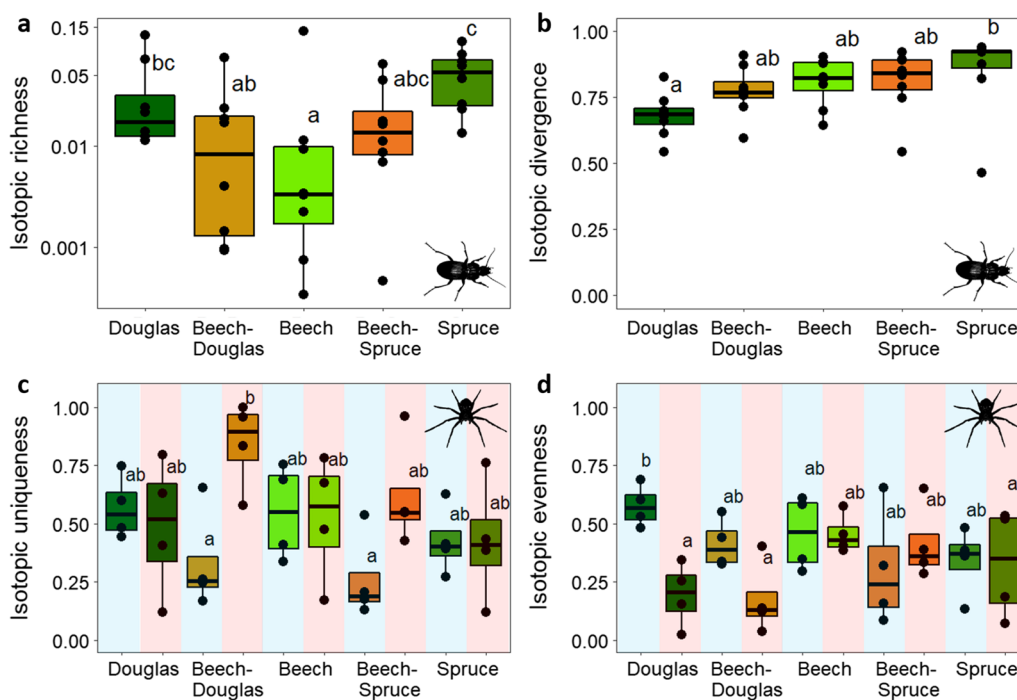 a
Isotopic richness
0.15
0.05
0.01
0.001
bc
ab
a
abc
c
Douglas
Beech-
Douglas
Beech
Beech-
Spruce
Spruce
b
Isotopic divergence
1.00
0.75
0.50
0.25
0.00
a
ab
ab
ab
b
Douglas
Beech-
Douglas
Beech
Beech-
Spruce
Spruce
c
Isotopic uniqueness
1.00
0.75
0.50
0.25
0.00
ab
ab
a
b
ab
ab
a
ab
ab
ab
Douglas
Beech-
Douglas
Beech
Beech-
Spruce
Spruce
d
Isotopic evenness
1.00
0.75
0.50
0.25
0.00
b
a
ab
a
ab
ab
ab
ab
ab
Douglas
Beech-
Douglas
Beech
Beech-
Spruce
Spruce